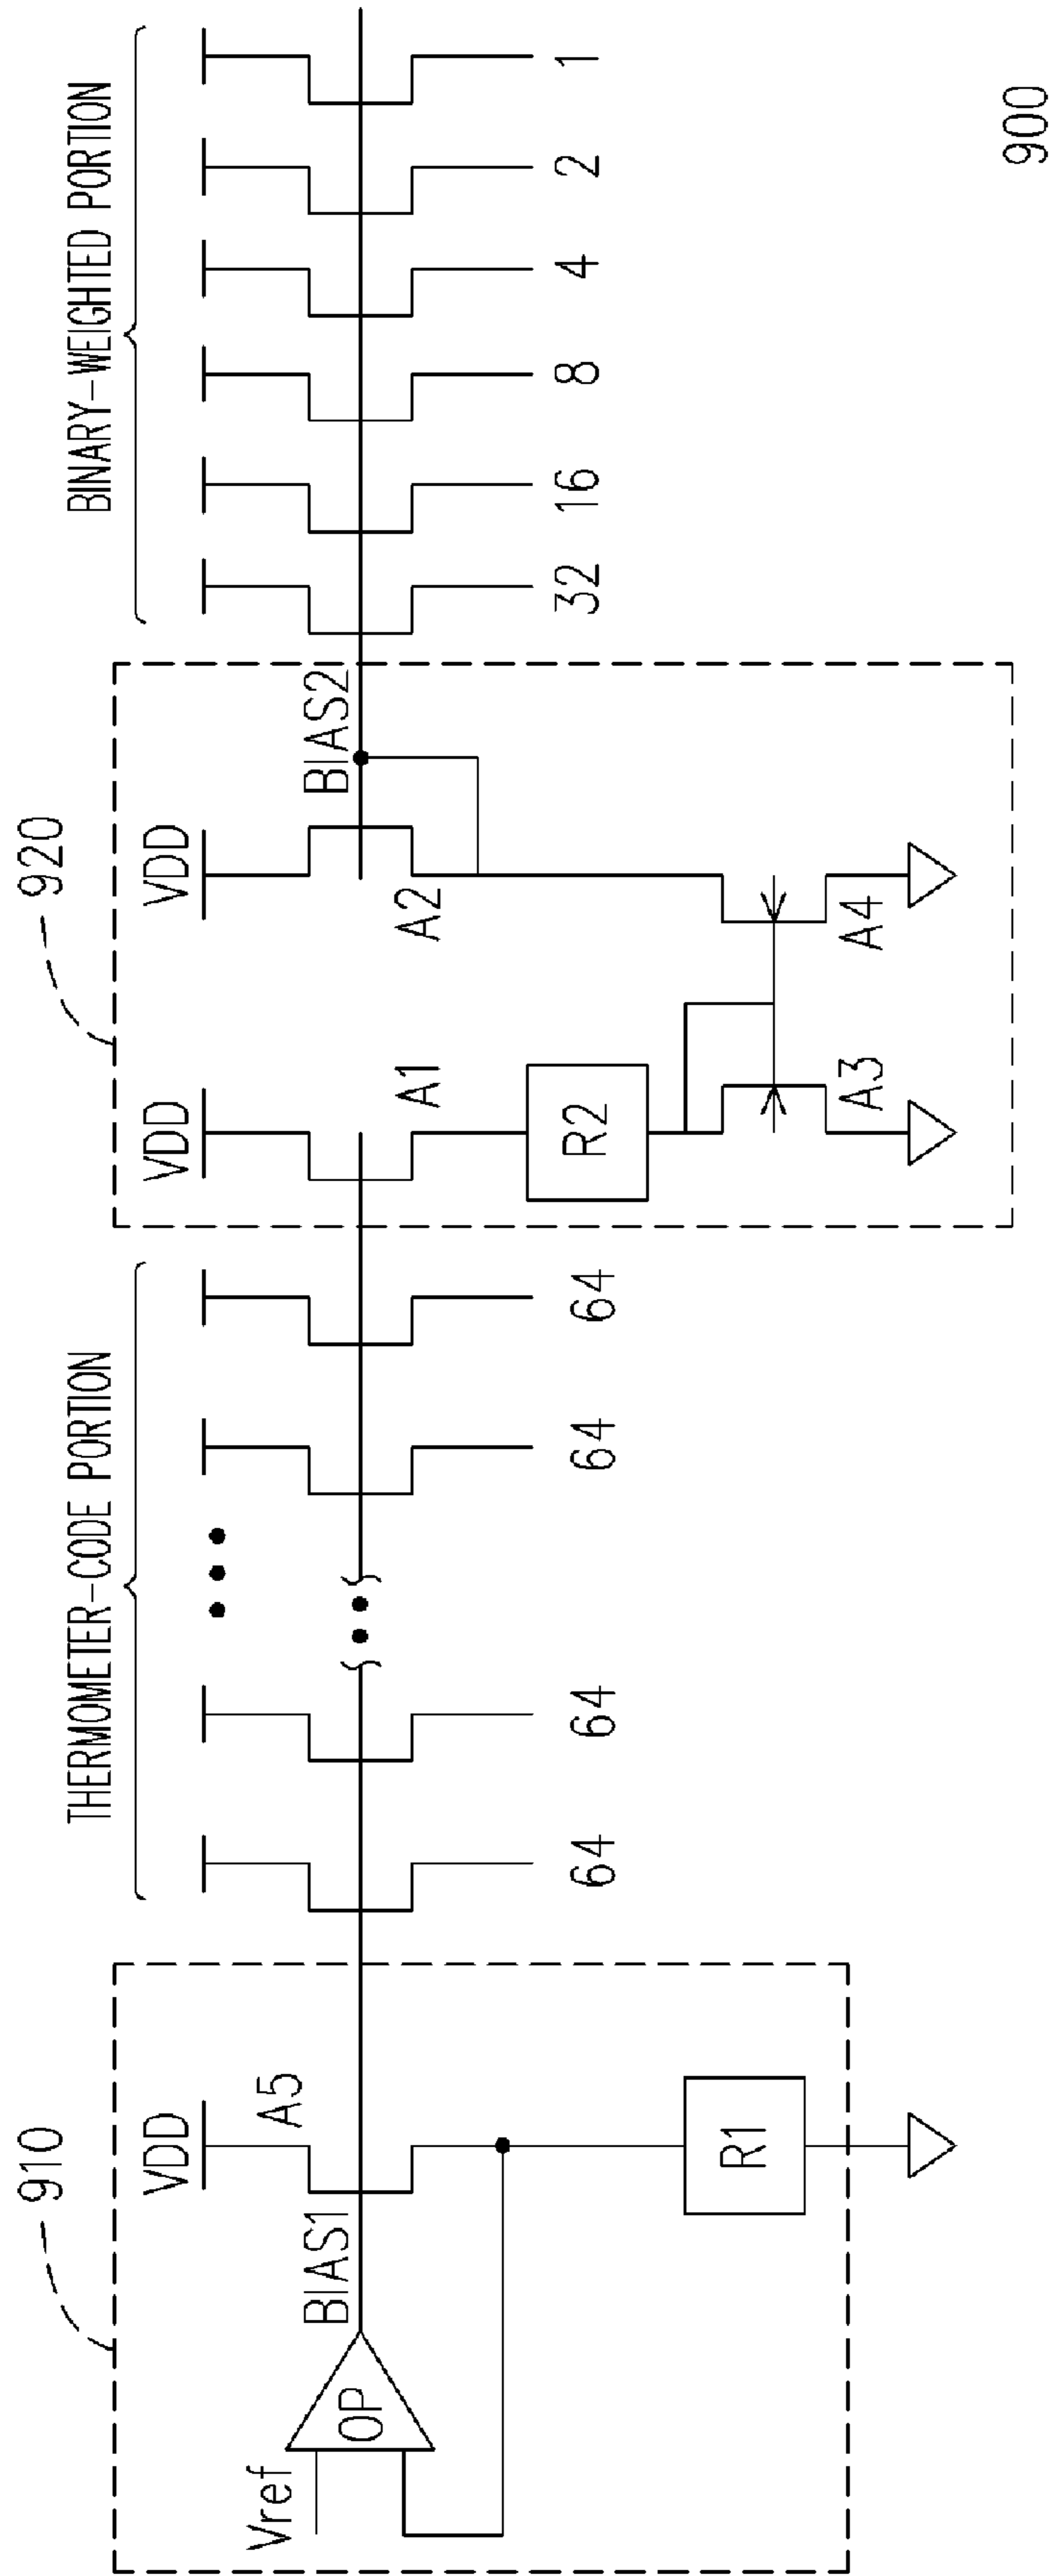 910
VDD
A5
Vref
OP
BIAS1
R1
THERMOMETER-CODE PORTION
64
64
64
64
920
VDD
VDD
A1
A2
BIAS2
R2
A3
A4
BINARY-WEIGHTED PORTION
32
16
8
4
2
1
900